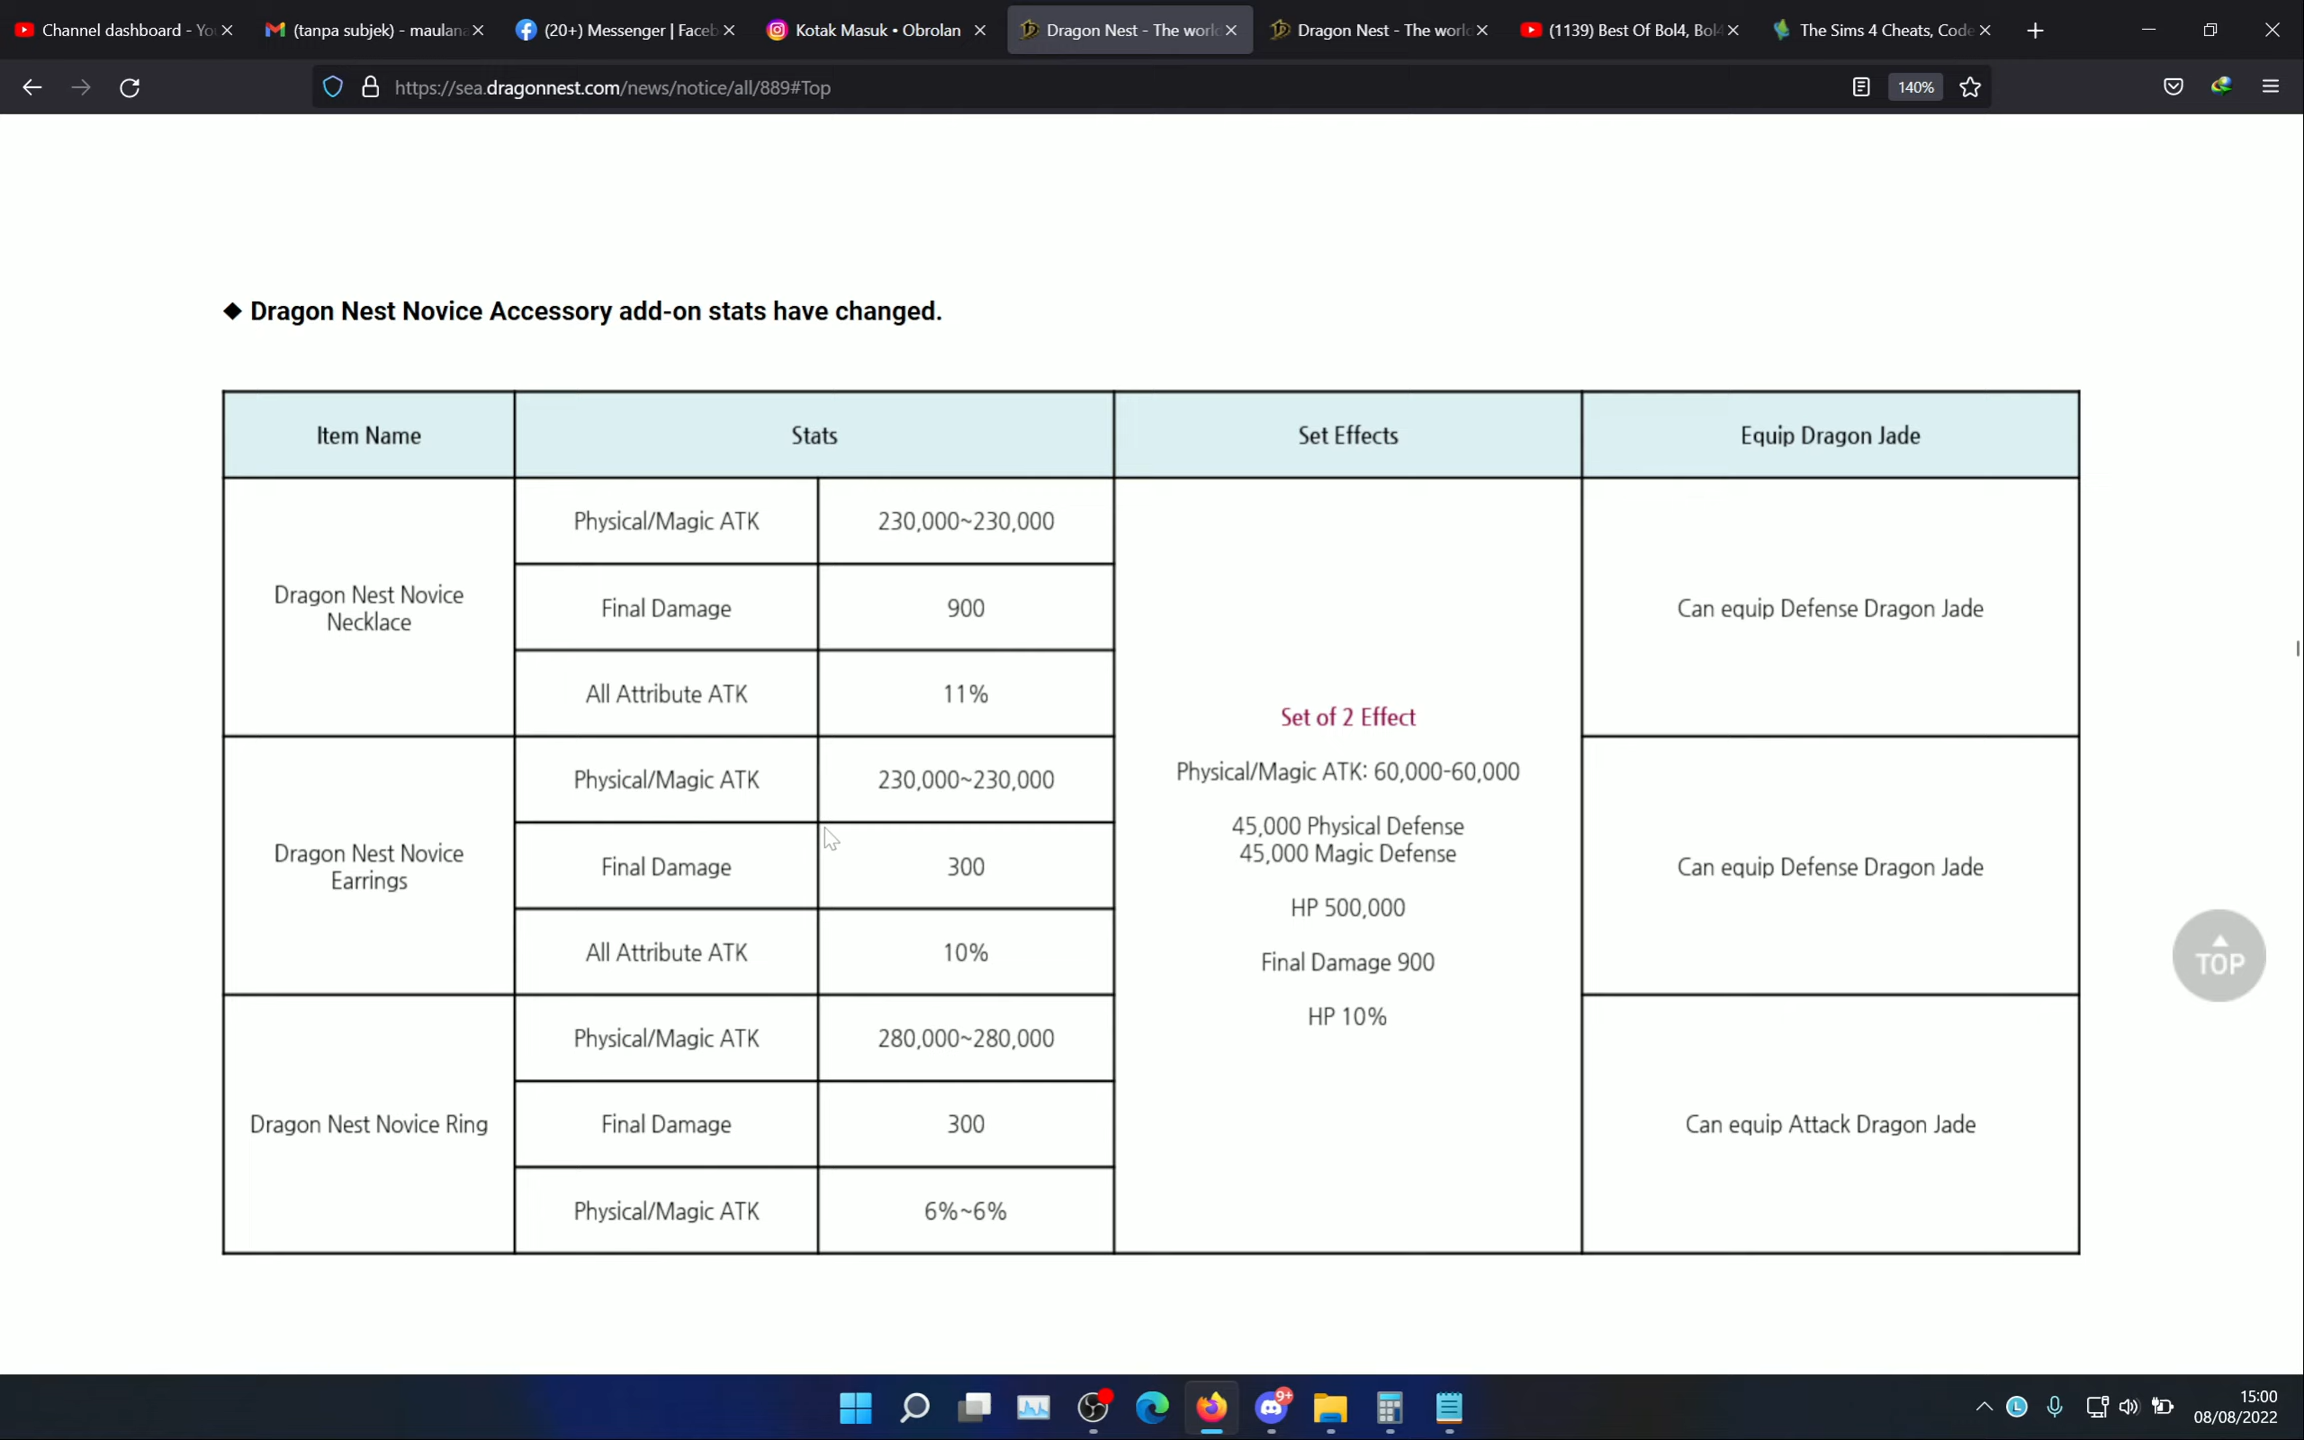 Channel dashboard - Yo
(tanpa subjek) - maulana
(20+) Messenger | Faceb
Kotak Masuk • Obrolan
Dragon Nest - The worl
Dragon Nest - The worl
(1139) Best Of Bol4, Bol4
The Sims 4 Cheats, Code
https://sea.dragonnest.com/news/notice/all/889#Top
140%
◆ Dragon Nest Novice Accessory add-on stats have changed.
Item Name
Stats
Set Effects
Equip Dragon Jade
Dragon Nest Novice
Necklace
Physical/Magic ATK
230,000~230,000
Final Damage
900
All Attribute ATK
11%
Can equip Defense Dragon Jade
Dragon Nest Novice
Earrings
Physical/Magic ATK
230,000~230,000
Final Damage
300
All Attribute ATK
10%
Can equip Defense Dragon Jade
Dragon Nest Novice Ring
Physical/Magic ATK
280,000~280,000
Final Damage
300
Physical/Magic ATK
6%~6%
Can equip Attack Dragon Jade
Set of 2 Effect
Physical/Magic ATK: 60,000-60,000
45,000 Physical Defense
45,000 Magic Defense
HP 500,000
Final Damage 900
HP 10%
TOP
9+
L
15:00
08/08/2022